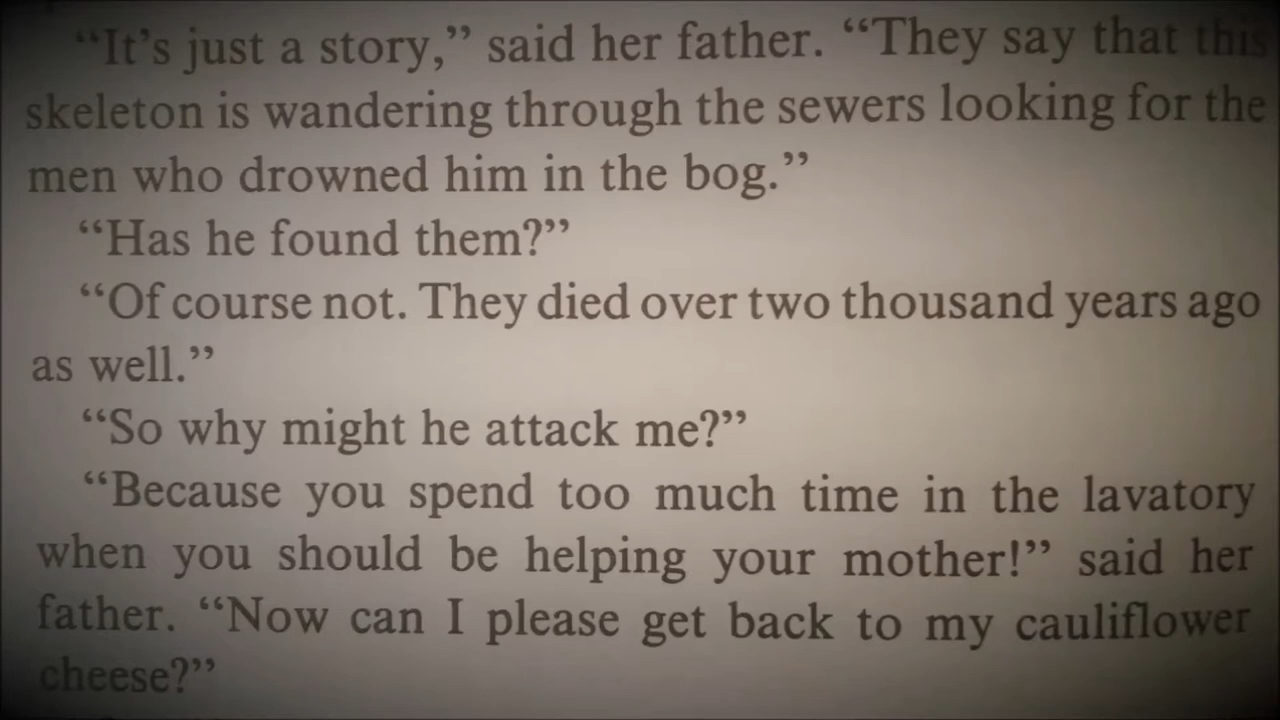 “It’s just a story,” said her father. “They say that this
skeleton is wandering through the sewers looking for the
men who drowned him in the bog.”
“Has he found them?”
“Of course not. They died over two thousand years ago
as well.”
“So why might he attack me?”
“Because you spend too much time in the lavatory
when you should be helping your mother!” said her
father. “Now can I please get back to my cauliflower
cheese?”